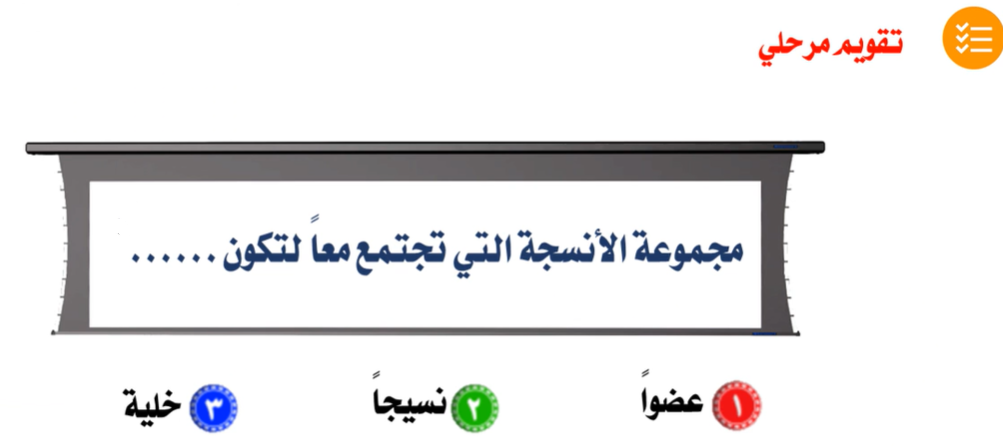 تقويم مرحلي
مجموعة الأنسجة التي تجتمع معاً لتكون ......
١ عضواً ٢ نسيجاً ٣ خلية